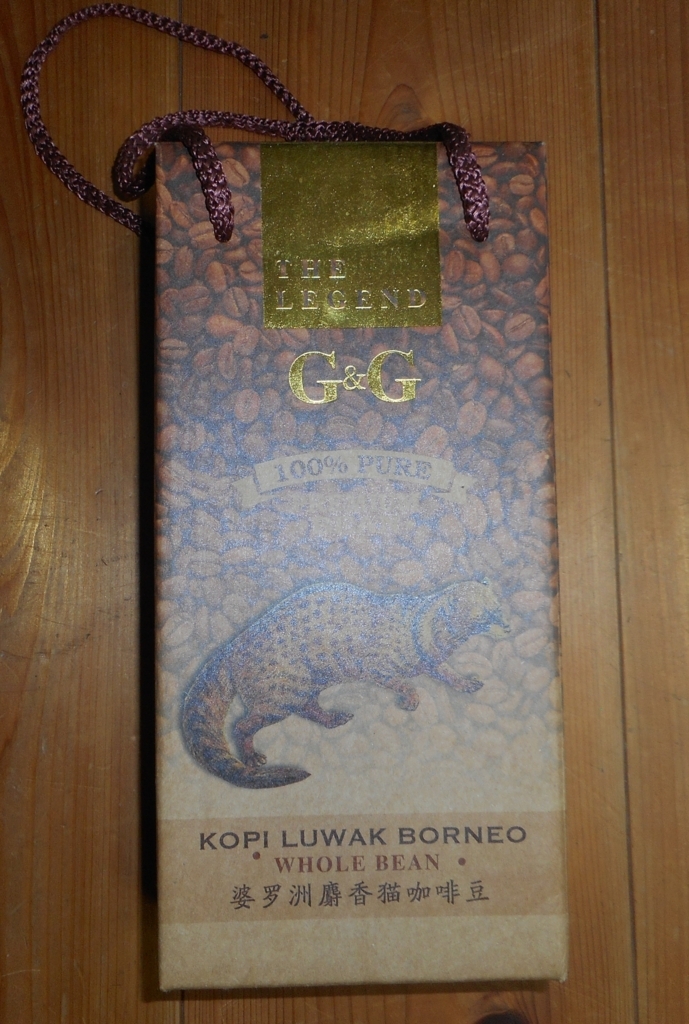 THE
LEGEND
G&G
100% PURE
KOPI LUWAK BORNEO
• WHOLE BEAN •
婆罗洲麝香猫咖啡豆